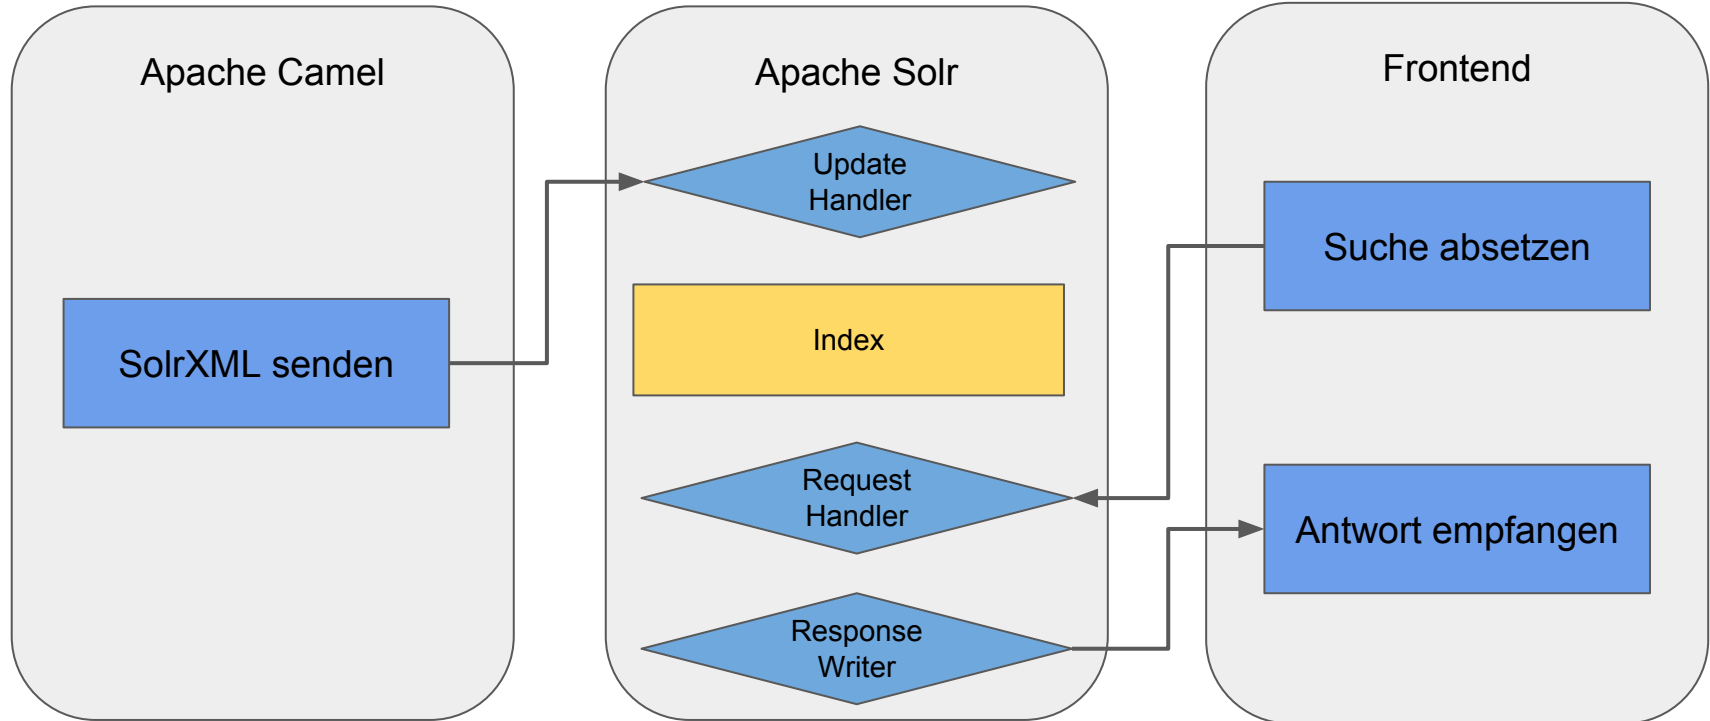 Apache Camel
SolrXML senden
Apache Solr
Update
Handler
Index
Request
Handler
Response
Writer
Frontend
Suche absetzen
Antwort empfangen